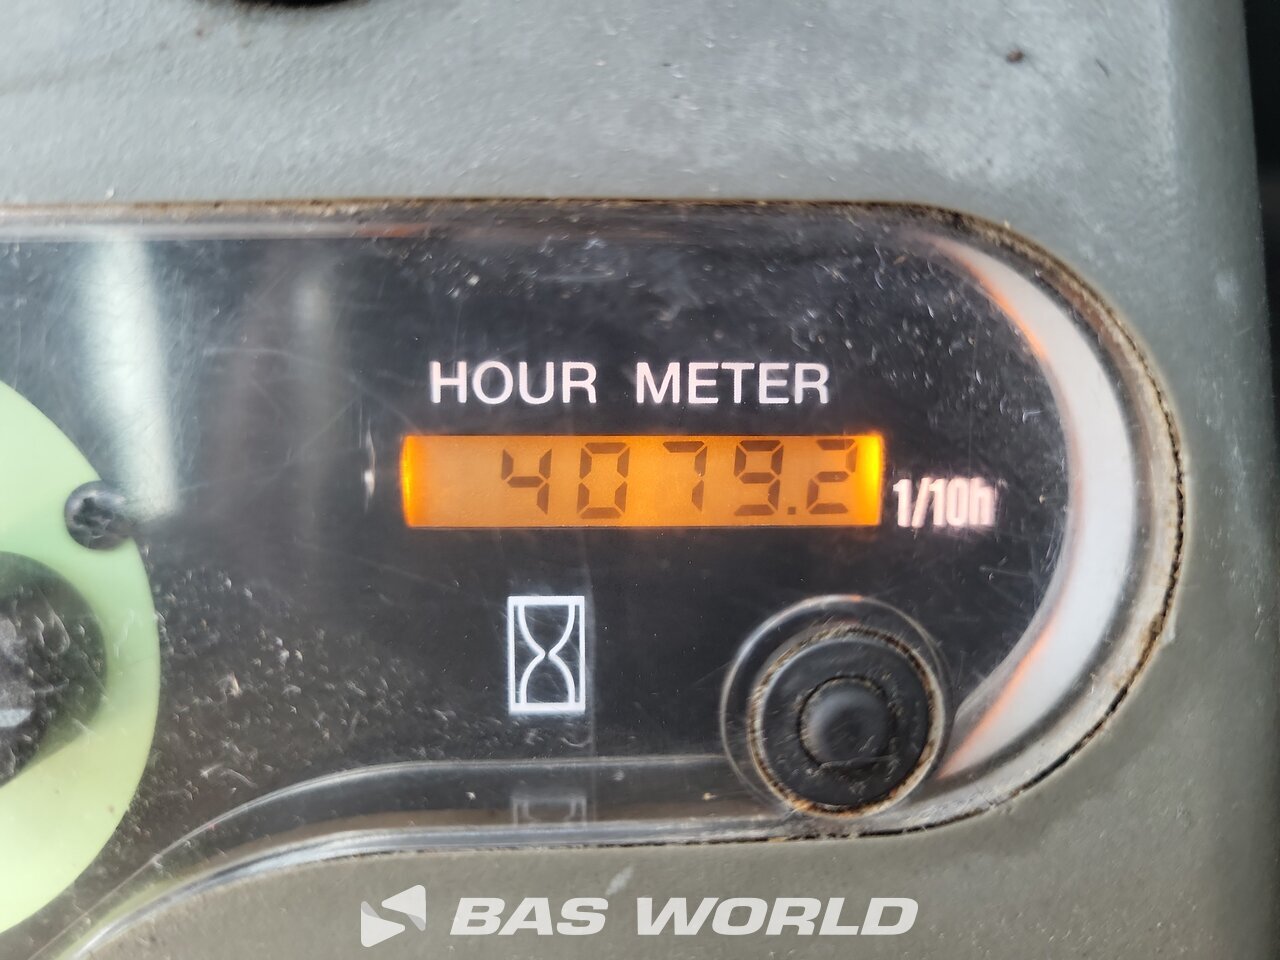 HOUR METER
4079.2
1/10h
BAS WORLD